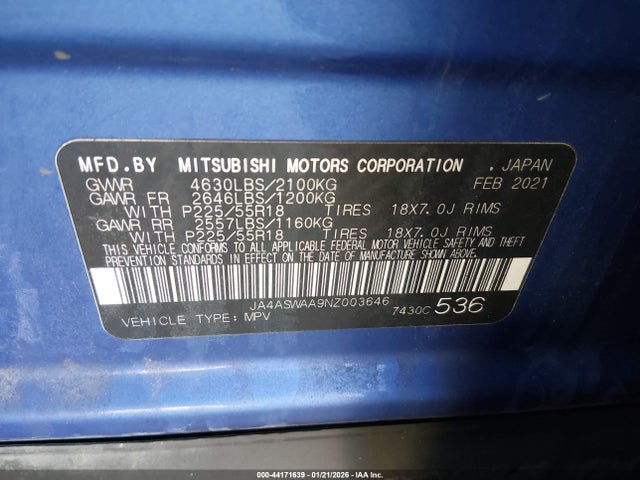 MFD.BY MITSUBISHI MOTORS CORPORATION . JAPAN
GVWR 4630LBS/2100KG FEB 2021
GAWR FR 2646LBS/1200KG
WITH P225/55R18 TIRES 18X7.0J RIMS
GAWR RR 2557LBS/1160KG
WITH P225/55R18 TIRES 18X7.0J RIMS
THIS VEHICLE CONFORMS TO ALL APPLICABLE FEDERAL MOTOR VEHICLE SAFETY AND THEFT
PREVENTION STANDARDS IN EFFECT ON THE DATE OF MANUFACTURE SHOWN ABOVE.
JA4ASWAA9NZ003646
VEHICLE TYPE: MPV 7430C 536
000-44171639 01/21/2026 - IAA 1173